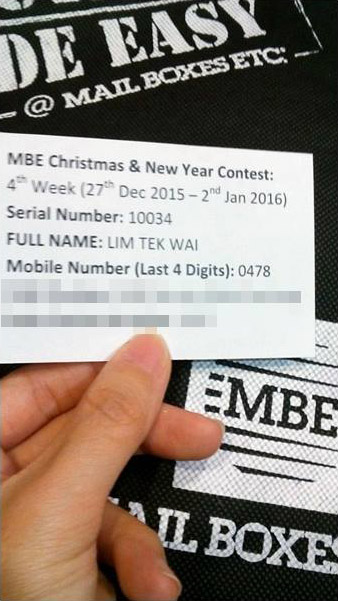 DE EASY
@ MAIL BOXES ETC.
MBE Christmas & New Year Contest:
4th Week (27th Dec 2015 – 2nd Jan 2016)
Serial Number: 10034
FULL NAME: LIM TEK WAI
Mobile Number (Last 4 Digits): 0478
MBE
MAIL BOXES